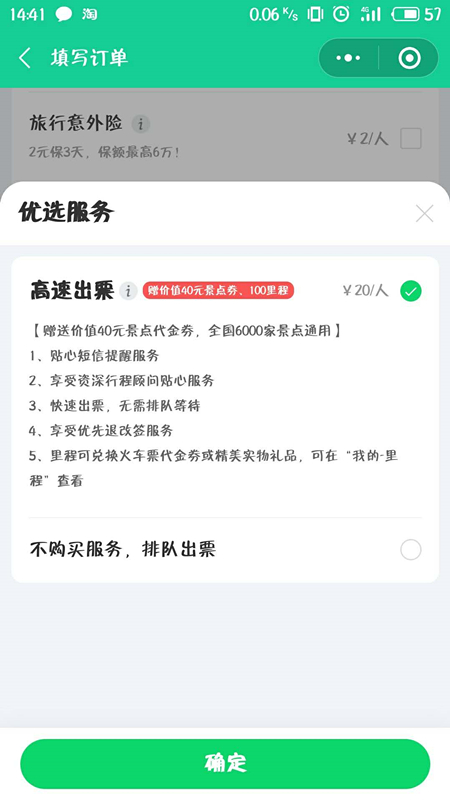 14:41 淘 0.06 K/s 4G 57
填写订单
旅行意外险 i ¥2/人
2元保3天，保额最高6万！
优选服务
高速出票 i 赠价值40元景点券、100里程 ¥20/人
【赠送价值40元景点代金券，全国6000家景点通用】
1、贴心短信提醒服务
2、享受资深行程顾问贴心服务
3、快速出票，无需排队等待
4、享受优先退改签服务
5、里程可兑换火车票代金券或精美实物礼品，可在“我的-里
程”查看
不购买服务，排队出票
确定